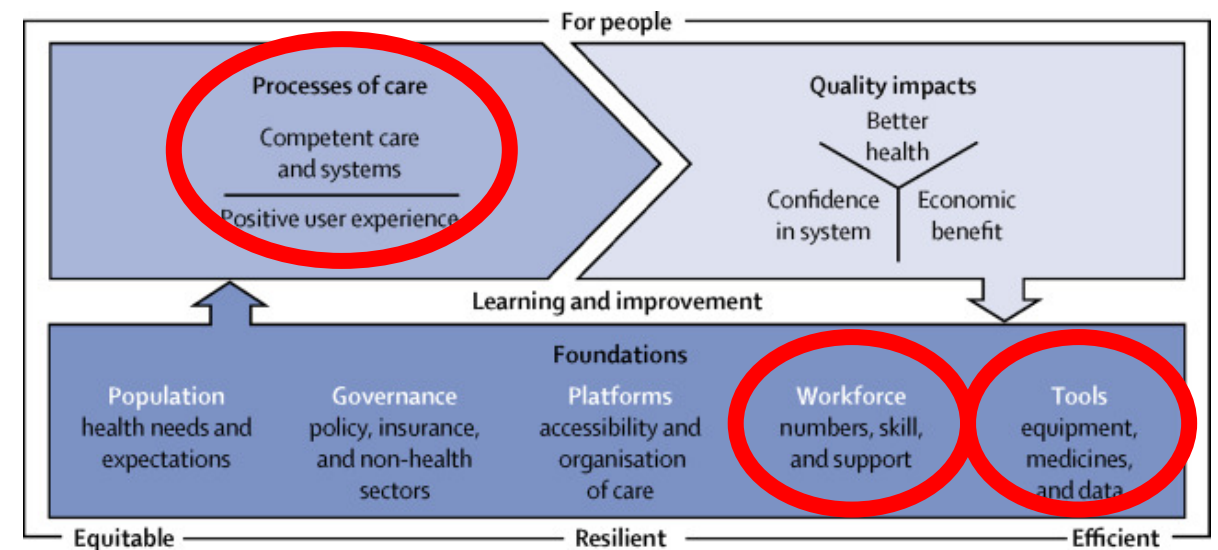 For people
Processes of care
Competent care
and systems
Positive user experience
Quality impacts
Better
health
Confidence
in system
Economic
benefit
Learning and improvement
Foundations
Population
health needs and
expectations
Governance
policy, insurance,
and non-health
sectors
Platforms
accessibility and
organisation
of care
Workforce
numbers, skill,
and support
Tools
equipment,
medicines,
and data
Equitable
Resilient
Efficient